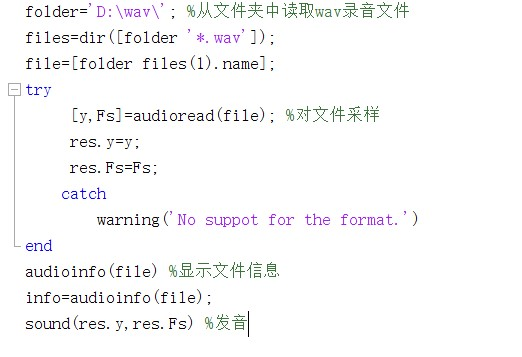 folder='D:\wav\'; %从文件夹中读取wav录音文件
files=dir([folder '*.wav']);
file=[folder files(1).name];
try
[y,Fs]=audioread(file); %对文件采样
res.y=y;
res.Fs=Fs;
catch
warning('No suppot for the format.')
end
audioinfo(file) %显示文件信息
info=audioinfo(file);
sound(res.y,res.Fs) %发音